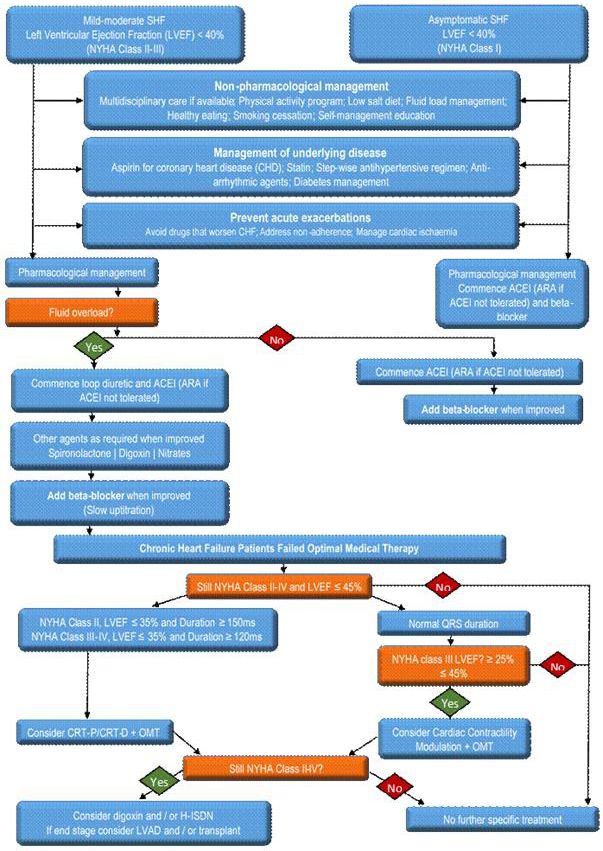 Mild-moderate SHF
Left Ventricular Ejection Fraction (LVEF) < 40%
(NYHA Class II-III)
Asymptomatic SHF
LVEF < 40%
(NYHA Class I)
Non-pharmacological management
Multidisciplinary care if available; Physical activity program; Low salt diet; Fluid load management;
Healthy eating; Smoking cessation; Self-management education
Management of underlying disease
Aspirin for coronary heart disease (CHD); Statin; Step-wise antihypertensive regimen; Anti-
arrhythmic agents; Diabetes management
Prevent acute exacerbations
Avoid drugs that worsen CHF; Address non-adherence; Manage cardiac ischaemia
Pharmacological management
Pharmacological management
Commence ACEI (ARA if
ACEI not tolerated) and beta-
blocker
Fluid overload?
Yes
No
Commence loop diuretic and ACEI (ARA if
ACEI not tolerated)
Commence ACEI (ARA if ACEI not tolerated)
Add beta-blocker when improved
Other agents as required when improved
Spironolactone | Digoxin | Nitrates
Add beta-blocker when improved
(Slow uptitration)
Chronic Heart Failure Patients Failed Optimal Medical Therapy
Still NYHA Class II-IV and LVEF ≤ 45%
No
NYHA Class II, LVEF ≤ 35% and Duration ≥ 150ms
NYHA Class III-IV, LVEF ≤ 35% and Duration ≥ 120ms
Normal QRS duration
NYHA class III LVEF? ≥ 25%
≤ 45%
No
Yes
Consider CRT-P/CRT-D + OMT
Consider Cardiac Contractility
Modulation + OMT
Still NYHA Class II-IV?
Yes
No
Consider digoxin and / or H-ISDN
If end stage consider LVAD and / or transplant
No further specific treatment